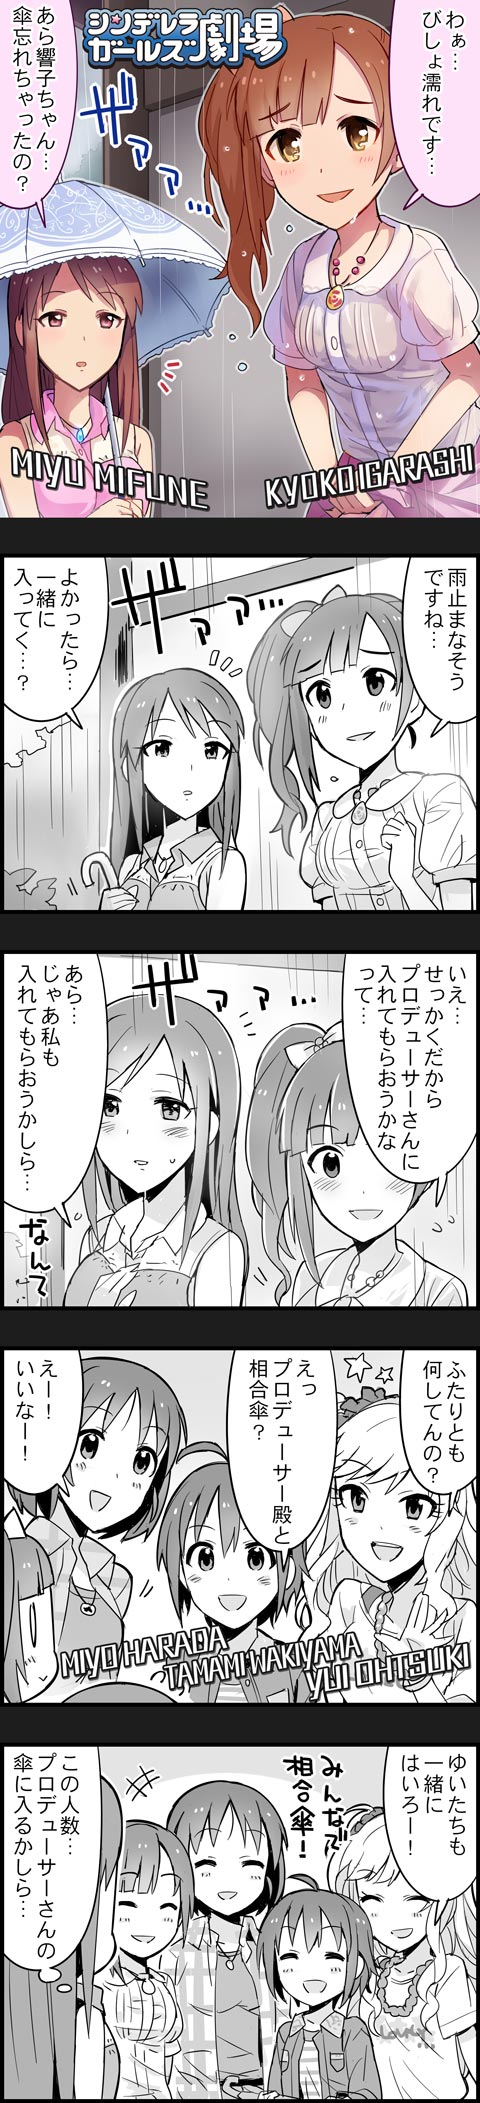 シンデレラ
ガールズ劇場
わぁ…
びしょ濡れです…
あら響子ちゃん…
傘忘れちゃったの？
ザァァ…
MIYU MIFUNE
KYOKO IGARASHI
雨止まなそう
ですね…
ザァァ…
よかったら…
一緒に
入ってく…？
いえ…
せっかくだから
プロデューサーさんに
入れてもらおうかな
って…
ザァァ…
あら…
じゃあ私も
入れてもらおうかしら…
なんて
ふたりとも
何してんの？
えっ
プロデューサー殿と
相合傘？
えー！
いいなー！
MIYO HARADA
TAMAMI WAKIYAMA
YUI OHTSUKI
ゆいたちも
一緒に
はいろー！
みんなで
相合傘！
この人数…
プロデューサーさんの
傘に入るかしら…